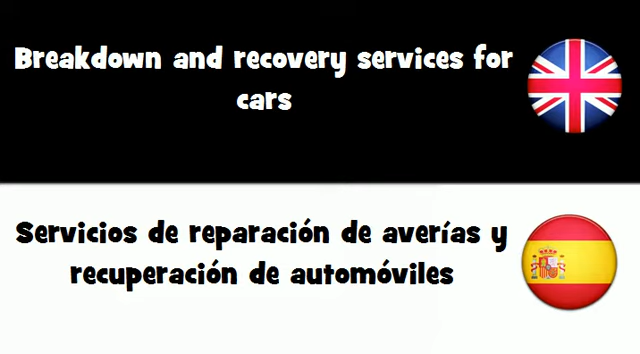 Breakdown and recovery services for
cars
Servicios de reparación de averías y
recuperación de automóviles